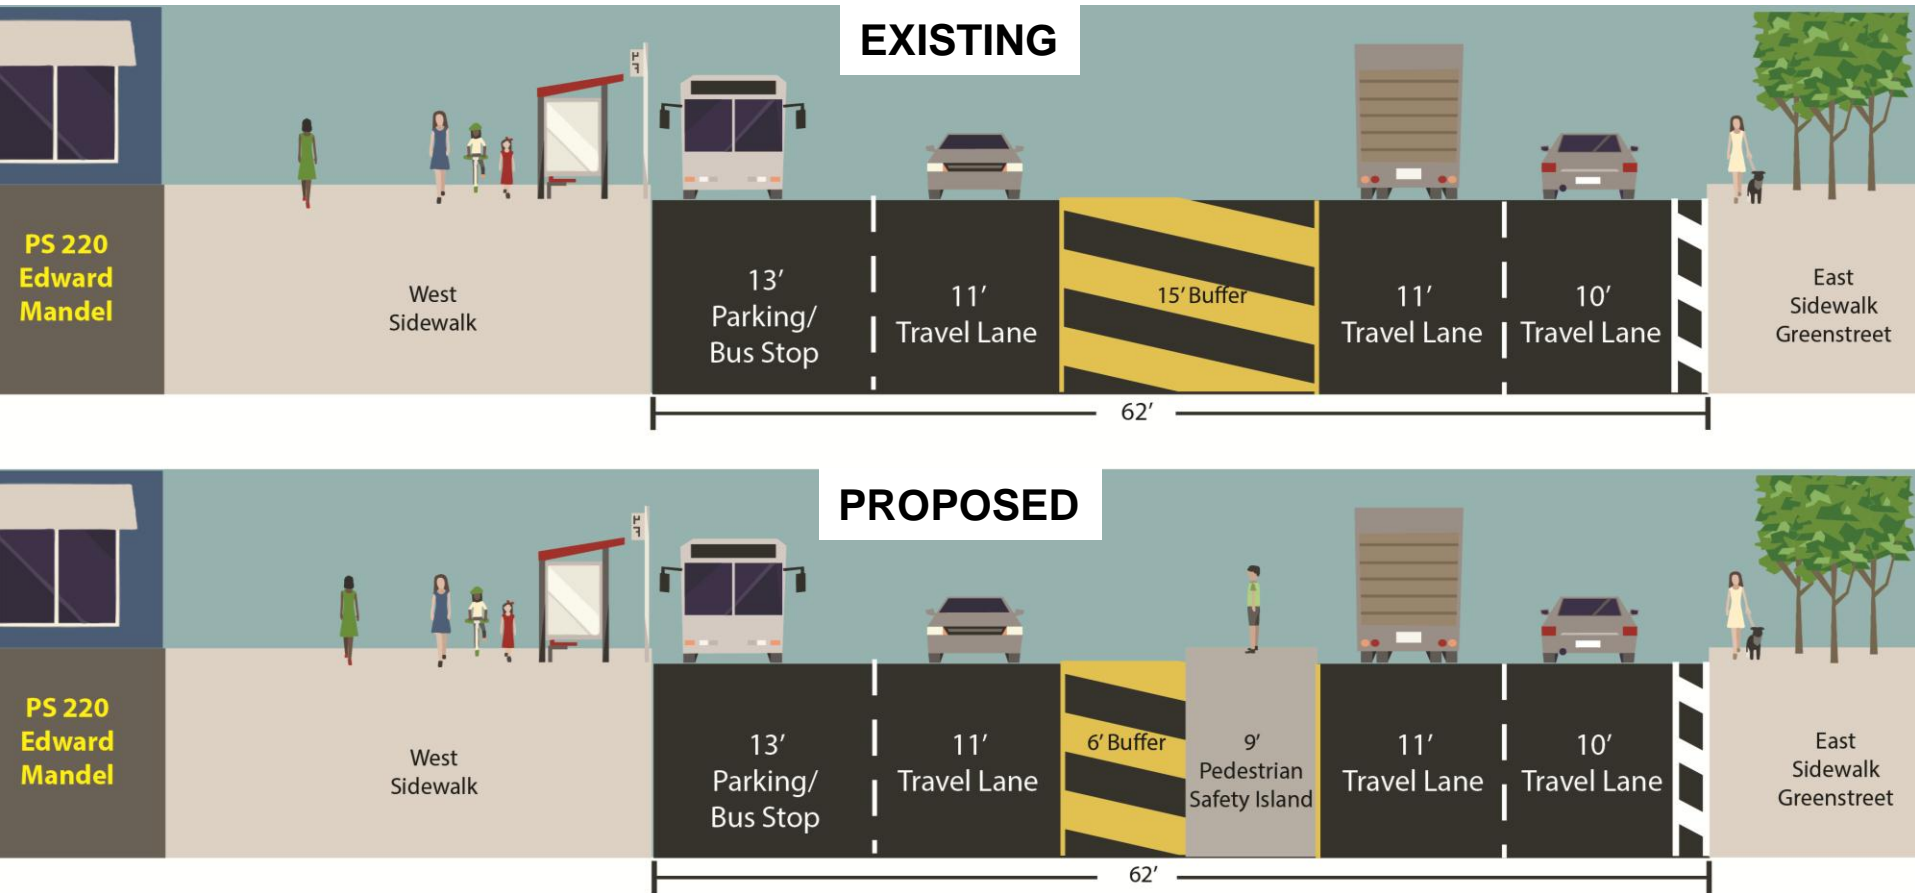 EXISTING
PS 220
Edward
Mandel
West
Sidewalk
13’
Parking/
Bus Stop
11’
Travel Lane
15’ Buffer
11’
Travel Lane
10’
Travel Lane
East
Sidewalk
Greenstreet
62’
PROPOSED
PS 220
Edward
Mandel
West
Sidewalk
13’
Parking/
Bus Stop
11’
Travel Lane
6’ Buffer
9’
Pedestrian
Safety Island
11’
Travel Lane
10’
Travel Lane
East
Sidewalk
Greenstreet
62’